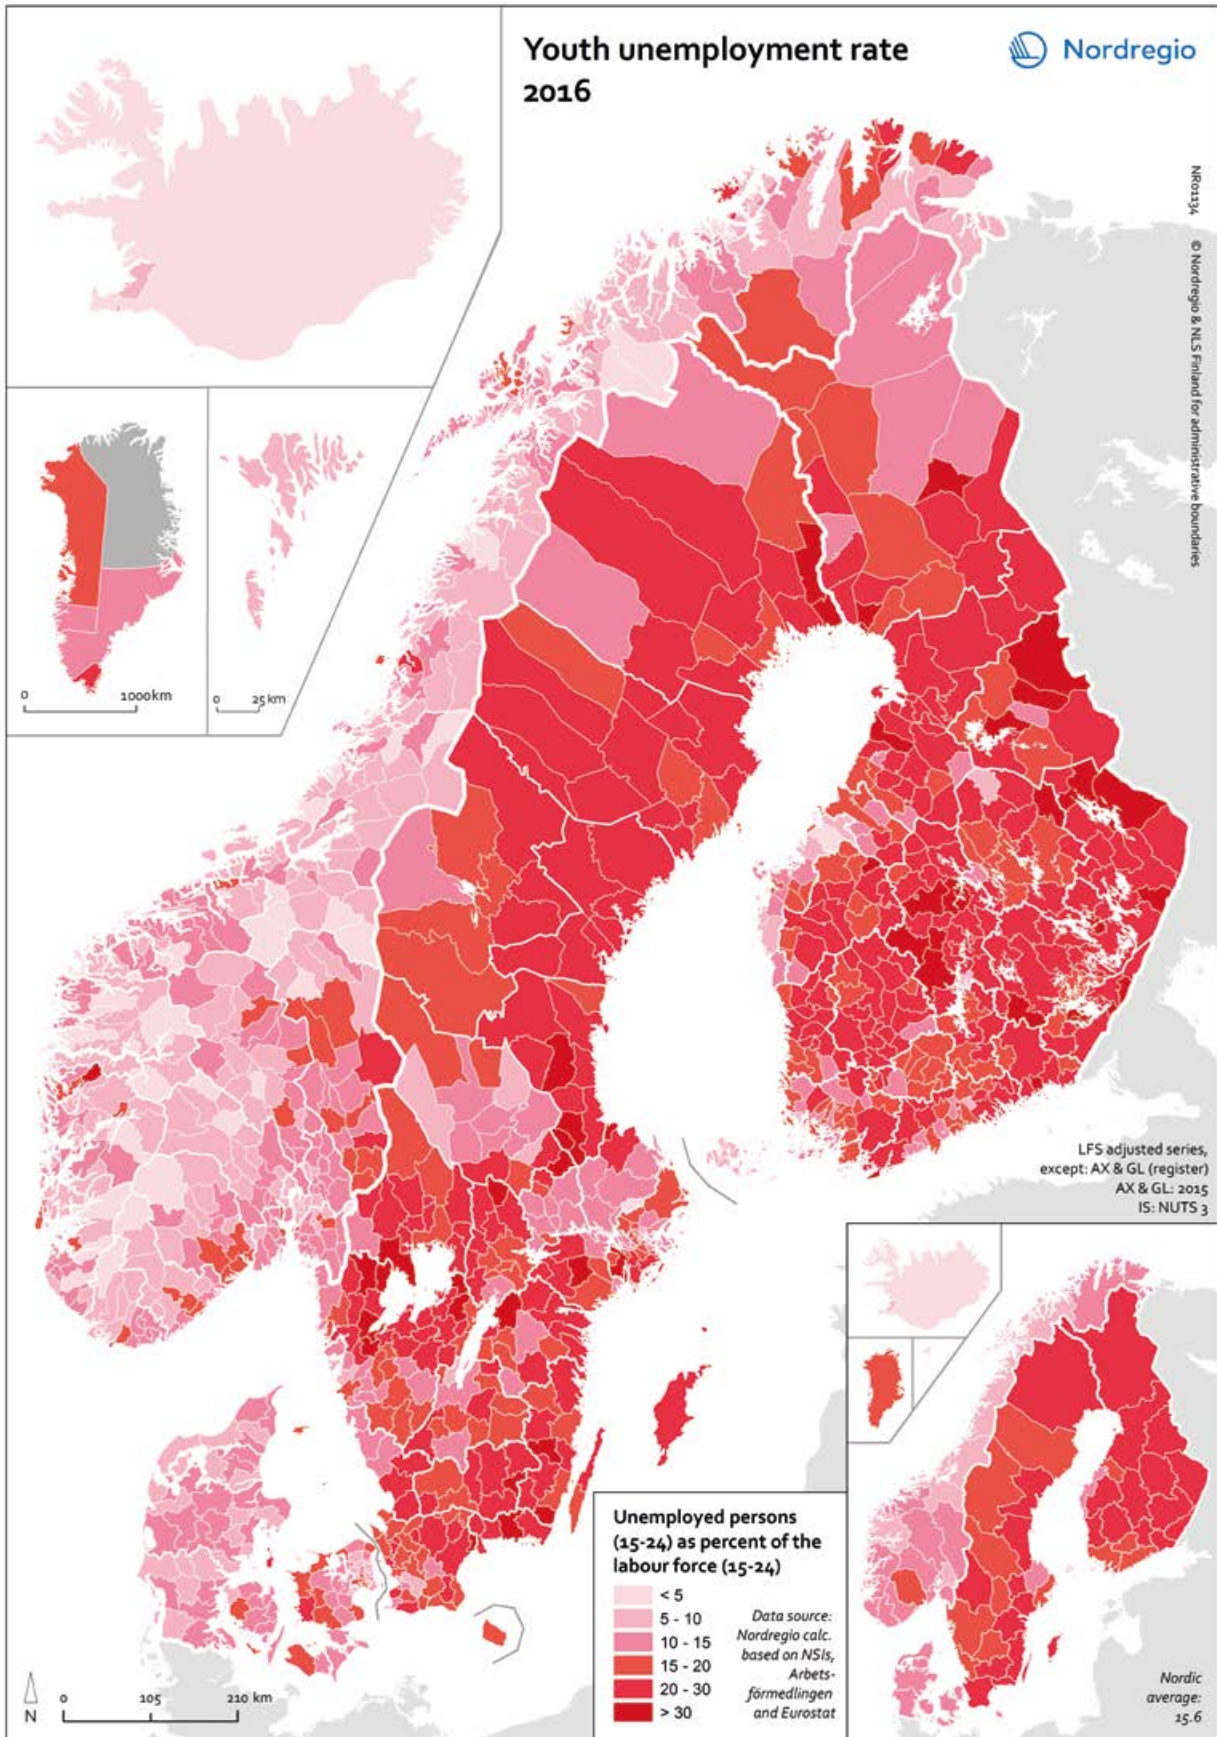 Youth unemployment rate
2016
Nordregio
NR01134 © Nordregio & NLS Finland for administrative boundaries
0 1000km
0 25 km
LFS adjusted series,
except: AX & GL (register)
AX & GL: 2015
IS: NUTS 3
Unemployed persons
(15-24) as percent of the
labour force (15-24)
< 5
5 - 10
10 - 15
15 - 20
20 - 30
> 30
Data source:
Nordregio calc.
based on NSIs,
Arbets-
förmedlingen
and Eurostat
Nordic
average:
15.6
N
0 105 210 km